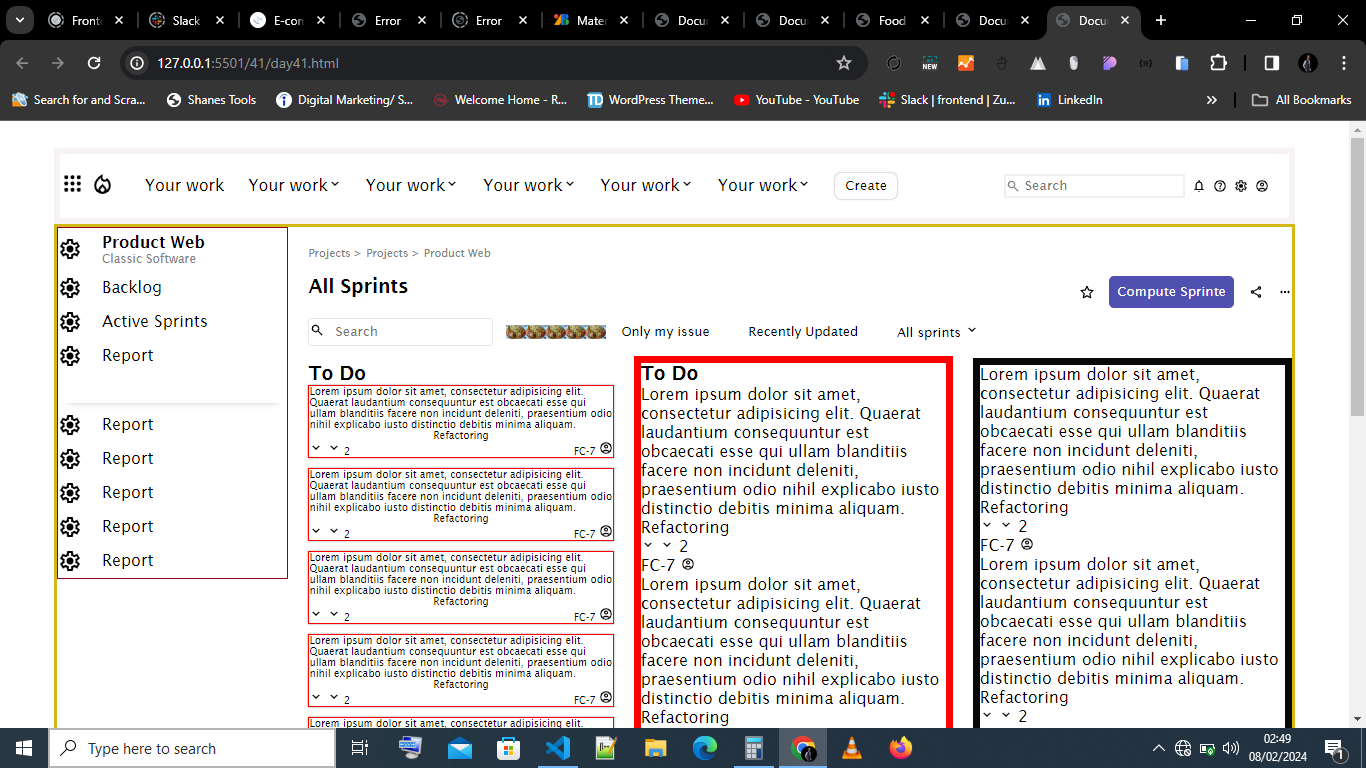 Fronte
Slack
E-con
Error
Error
Mater
Docur
Docu
Food
Docu
Docu
127.0.0.1:5501/41/day41.html
NEW
Search for and Scra...
Shanes Tools
Digital Marketing/ S...
Welcome Home - R...
TD WordPress Theme...
YouTube - YouTube
Slack | frontend | Zu...
LinkedIn
»
All Bookmarks
Your work Your work Your work Your work Your work Your work Create Search
Product Web
Classic Software
Backlog
Active Sprints
Report
Report
Report
Report
Report
Report
Projects > Projects > Product Web
All Sprints
Compute Sprinte
Search
Only my issue
Recently Updated
All sprints
To Do
Lorem ipsum dolor sit amet, consectetur adipisicing elit.
Quaerat laudantium consequuntur est obcaecati esse qui
ullam blanditiis facere non incidunt deleniti, praesentium odio
nihil explicabo iusto distinctio debitis minima aliquam.
Refactoring
2 FC-7
Lorem ipsum dolor sit amet, consectetur adipisicing elit.
Quaerat laudantium consequuntur est obcaecati esse qui
ullam blanditiis facere non incidunt deleniti, praesentium odio
nihil explicabo iusto distinctio debitis minima aliquam.
Refactoring
2 FC-7
Lorem ipsum dolor sit amet, consectetur adipisicing elit.
Quaerat laudantium consequuntur est obcaecati esse qui
ullam blanditiis facere non incidunt deleniti, praesentium odio
nihil explicabo iusto distinctio debitis minima aliquam.
Refactoring
2 FC-7
Lorem ipsum dolor sit amet, consectetur adipisicing elit.
Quaerat laudantium consequuntur est obcaecati esse qui
ullam blanditiis facere non incidunt deleniti, praesentium odio
nihil explicabo iusto distinctio debitis minima aliquam.
Refactoring
2 FC-7
Lorem ipsum dolor sit amet, consectetur adipisicing elit.
To Do
Lorem ipsum dolor sit amet,
consectetur adipisicing elit. Quaerat
laudantium consequuntur est
obcaecati esse qui ullam blanditiis
facere non incidunt deleniti,
praesentium odio nihil explicabo iusto
distinctio debitis minima aliquam.
Refactoring
2
FC-7
Lorem ipsum dolor sit amet,
consectetur adipisicing elit. Quaerat
laudantium consequuntur est
obcaecati esse qui ullam blanditiis
facere non incidunt deleniti,
praesentium odio nihil explicabo iusto
distinctio debitis minima aliquam.
Refactoring
Lorem ipsum dolor sit amet,
consectetur adipisicing elit. Quaerat
laudantium consequuntur est
obcaecati esse qui ullam blanditiis
facere non incidunt deleniti,
praesentium odio nihil explicabo iusto
distinctio debitis minima aliquam.
Refactoring
2
FC-7
Lorem ipsum dolor sit amet,
consectetur adipisicing elit. Quaerat
laudantium consequuntur est
obcaecati esse qui ullam blanditiis
facere non incidunt deleniti,
praesentium odio nihil explicabo iusto
distinctio debitis minima aliquam.
Refactoring
2
Type here to search
02:49
08/02/2024
1